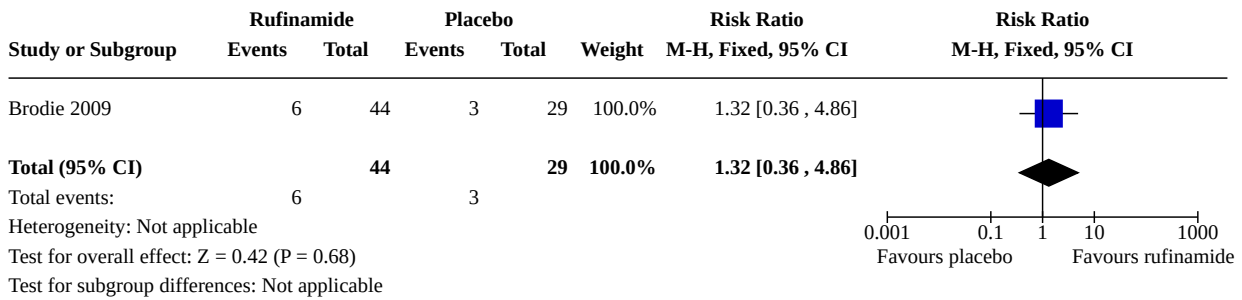 Rufinamide Placebo Risk Ratio Risk Ratio
Study or Subgroup Events Total Events Total Weight M-H, Fixed, 95% CI M-H, Fixed, 95% CI
Brodie 2009 6 44 3 29 100.0% 1.32 [0.36 , 4.86]
Total (95% CI) 44 29 100.0% 1.32 [0.36 , 4.86]
Total events: 6 3
Heterogeneity: Not applicable
0.001 0.1 1 10 1000
Test for overall effect: Z = 0.42 (P = 0.68) Favours placebo Favours rufinamide
Test for subgroup differences: Not applicable